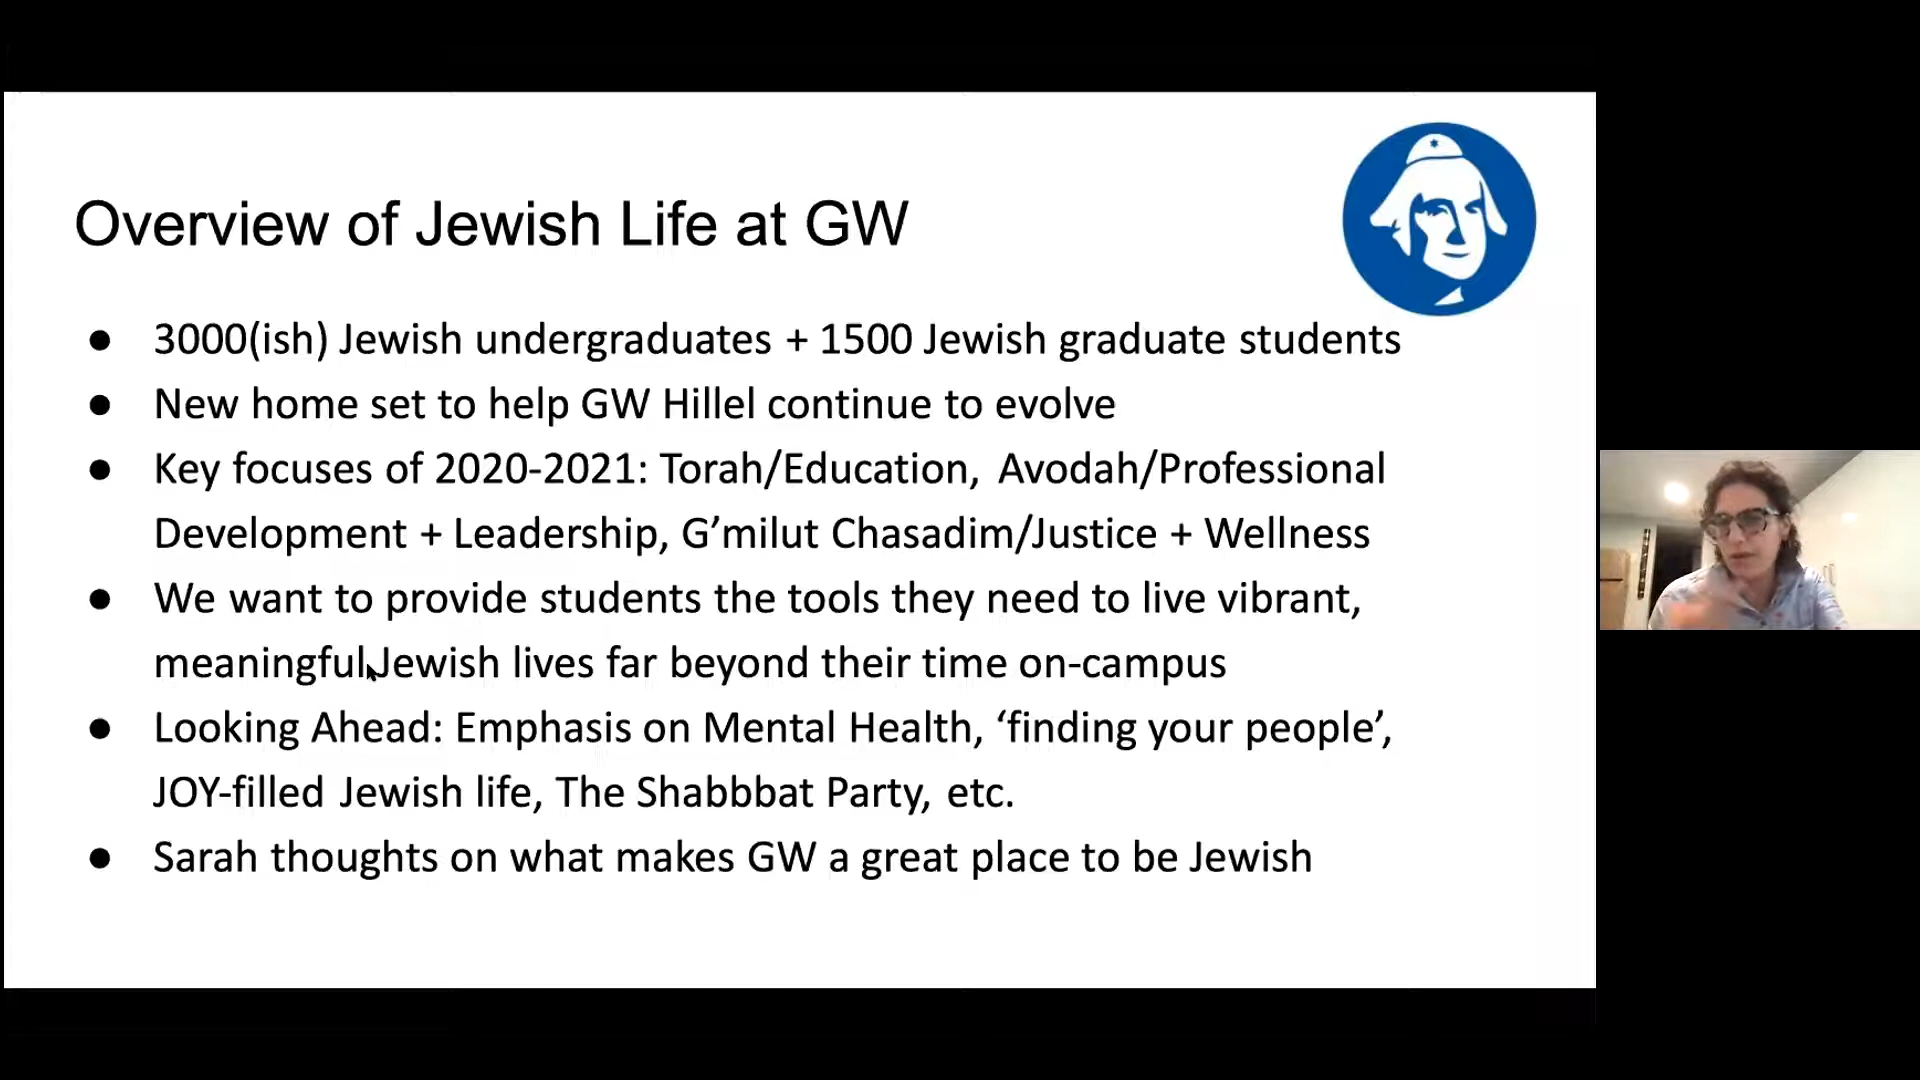 Overview of Jewish Life at GW
● 3000(ish) Jewish undergraduates + 1500 Jewish graduate students
● New home set to help GW Hillel continue to evolve
● Key focuses of 2020-2021: Torah/Education, Avodah/Professional
Development + Leadership, G’milut Chasadim/Justice + Wellness
● We want to provide students the tools they need to live vibrant,
meaningful Jewish lives far beyond their time on-campus
● Looking Ahead: Emphasis on Mental Health, ‘finding your people’,
JOY-filled Jewish life, The Shabbbat Party, etc.
● Sarah thoughts on what makes GW a great place to be Jewish